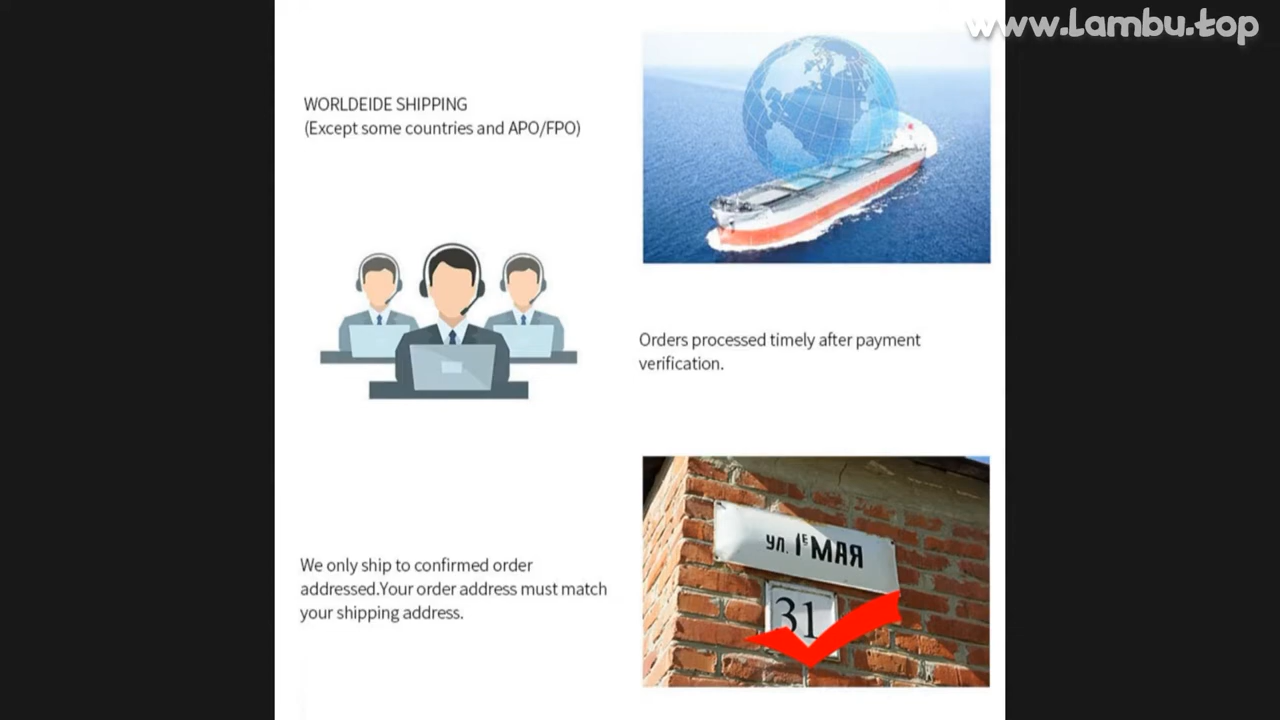 www.Lambu.top
WORLDEIDE SHIPPING
(Except some countries and APO/FPO)
Orders processed timely after payment
verification.
We only ship to confirmed order
addressed.Your order address must match
your shipping address.
ул. 1Е МАЯ
31